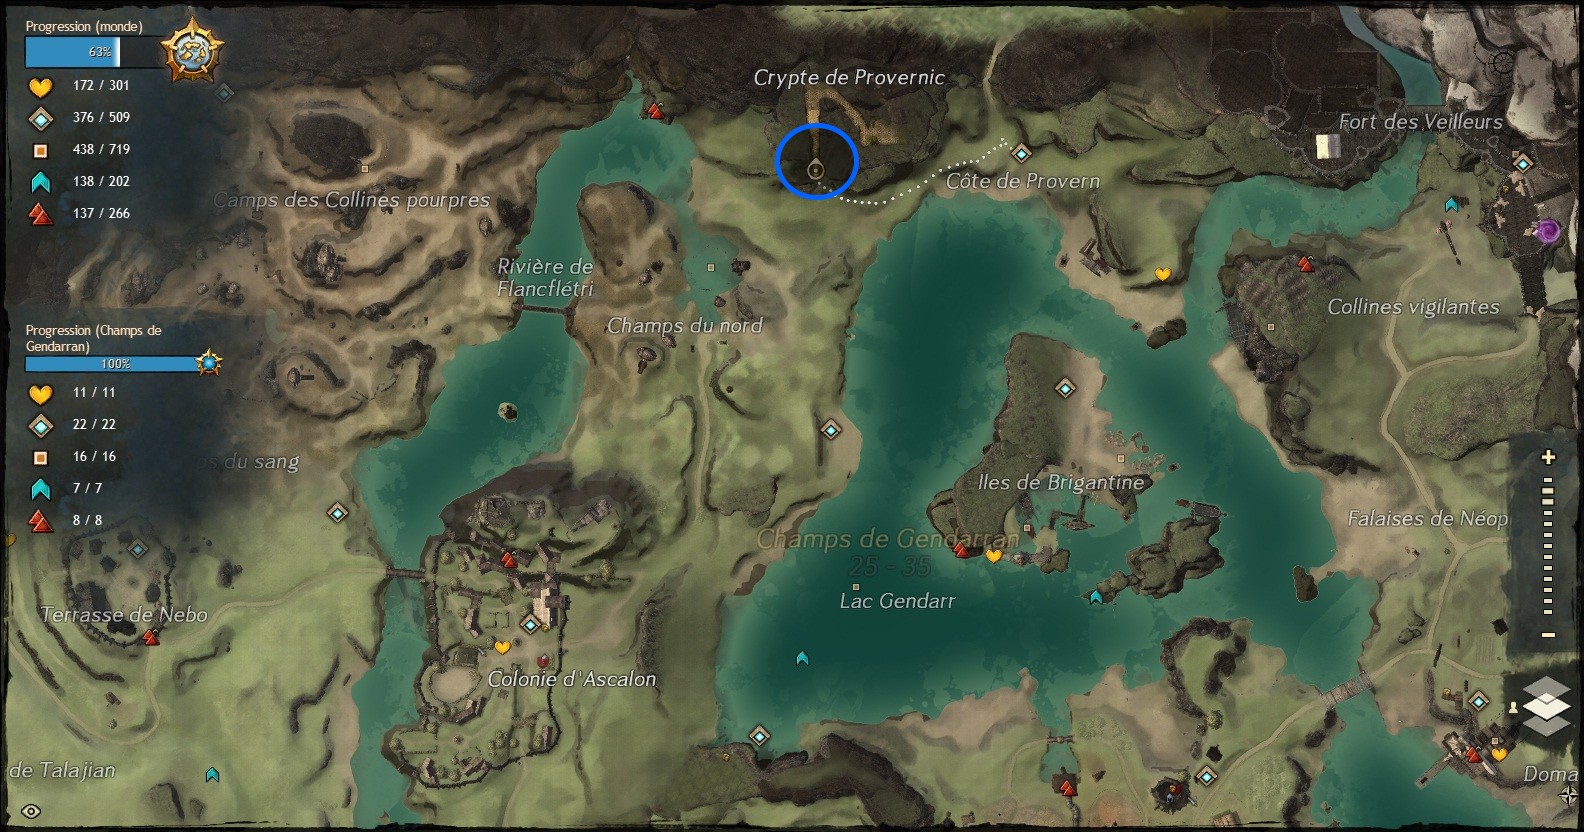 Progression (monde)
63%
172 / 301
376 / 509
438 / 719
138 / 202
137 / 266
Crypte de Provernic
Fort des Veilleurs
Côte de Provern
Camps des Collines pourpres
Rivière de
Flancflétri
Collines vigilantes
Champs du nord
Progression (Champs de
Gendarran)
100%
11 / 11
22 / 22
16 / 16
7 / 7
8 / 8
du sang
Iles de Brigantine
Falaises de Néop
Champs de Gendarran
25 - 35
Lac Gendarr
Terrasse de Nebo
Colonie d'Ascalon
de Talajian
Doma